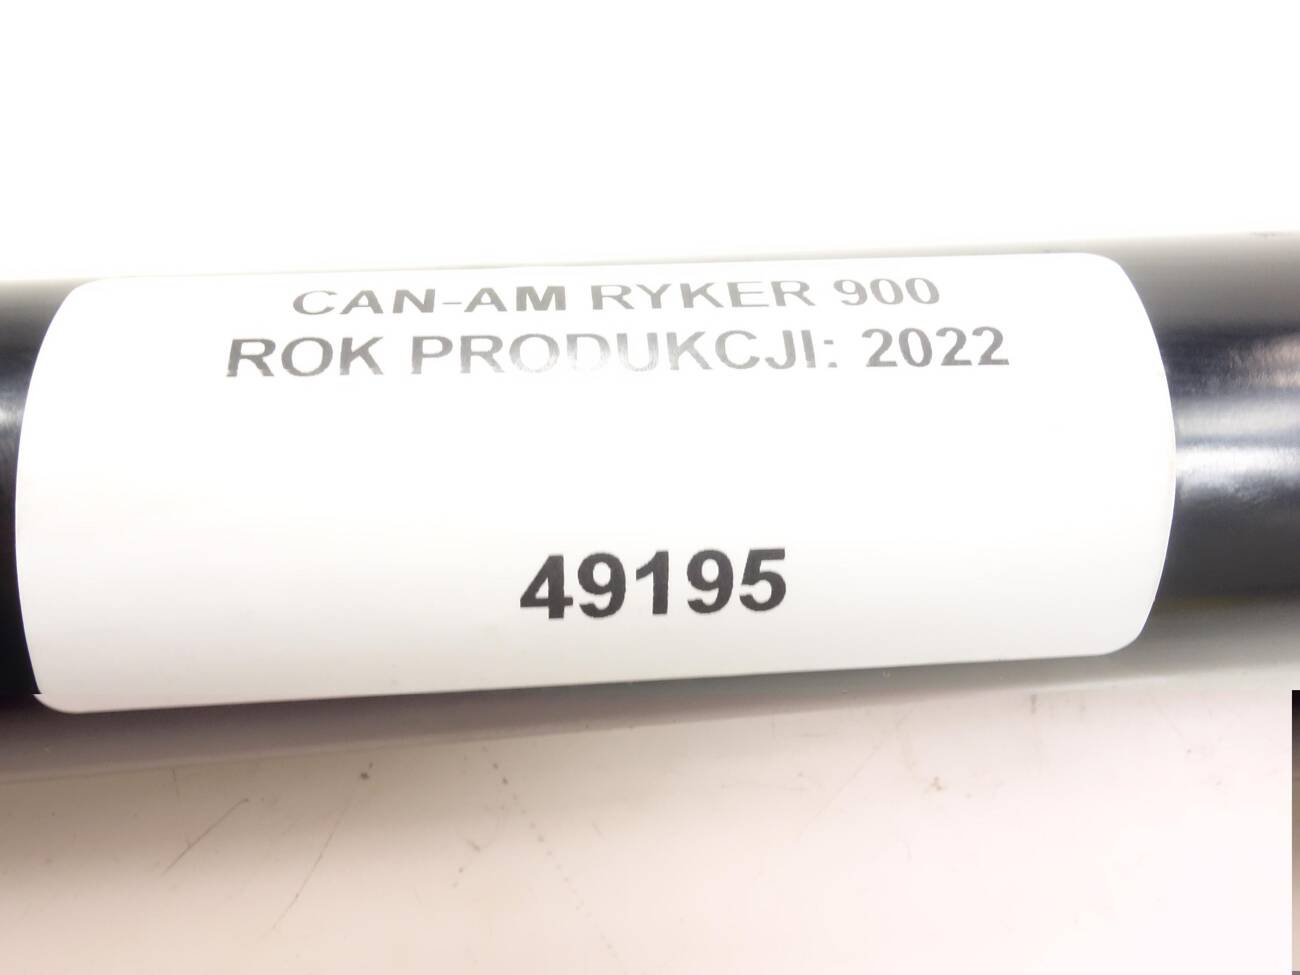 CAN-AM RYKER 900
ROK PRODUKCJI: 2022
49195